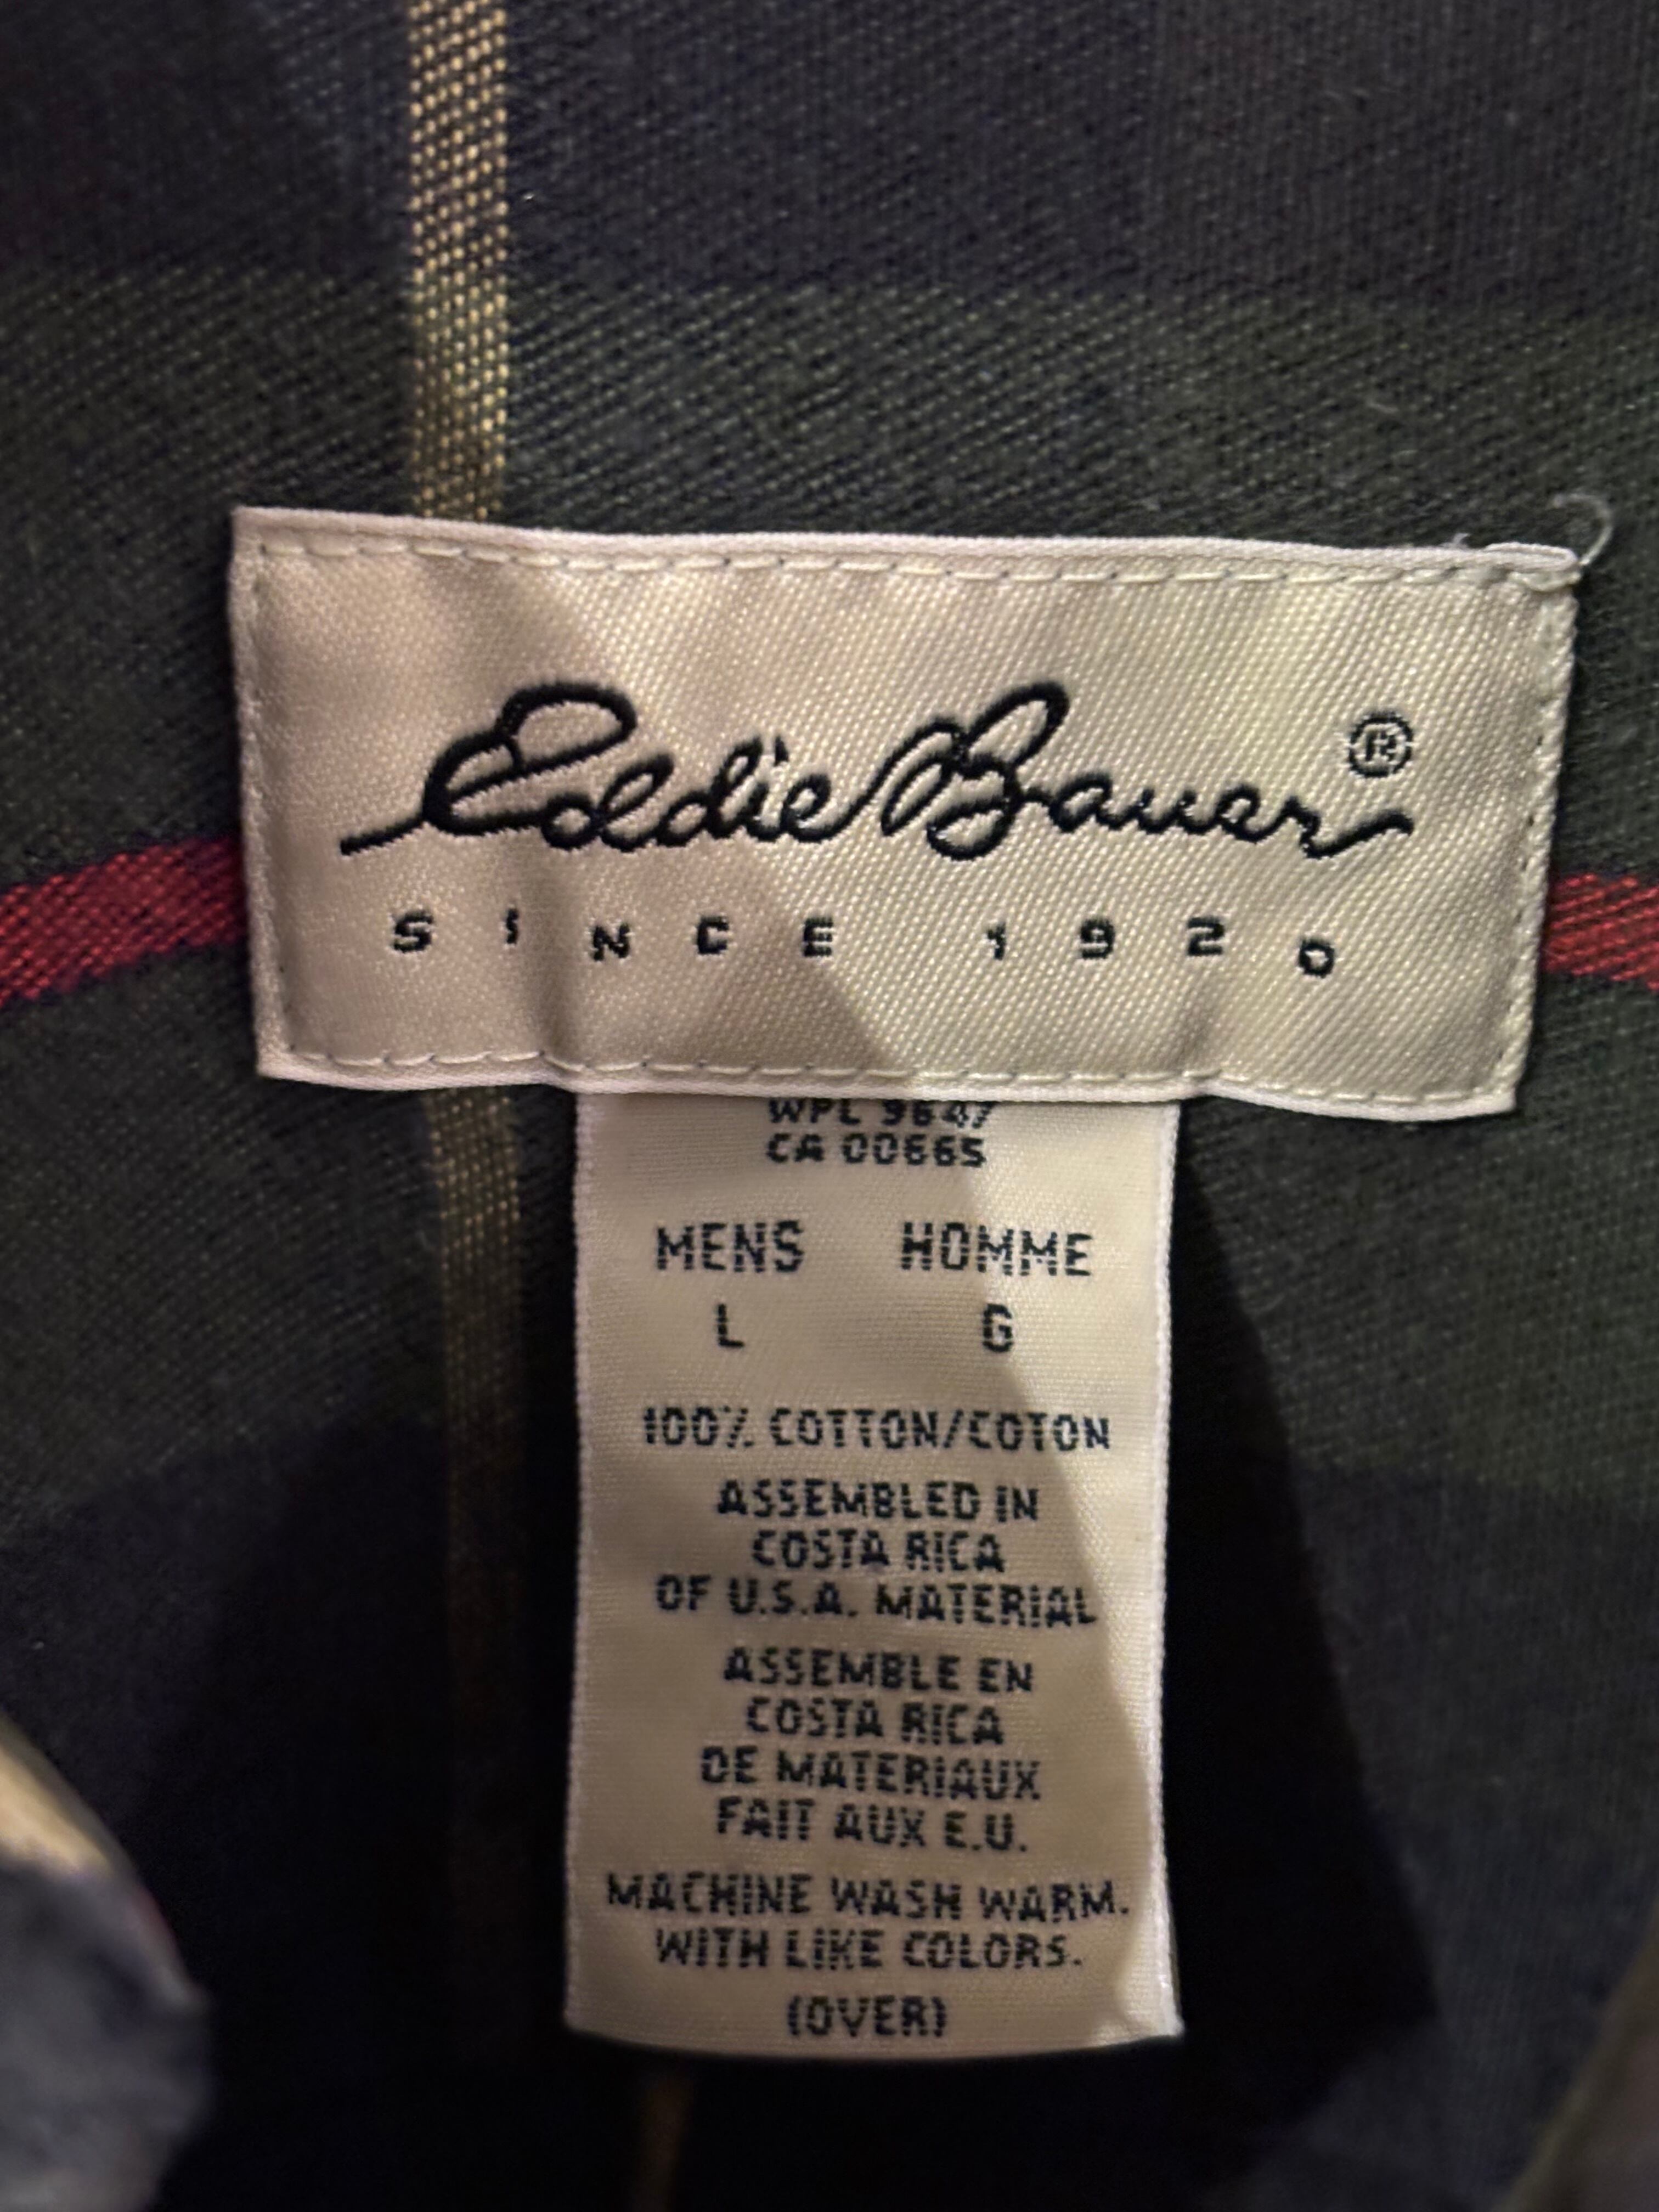 Eddie Bauer ®
SINCE 1920
WPL 9647
CA 00665
MENS HOMME
L G
100% COTTON/COTON
ASSEMBLED IN
COSTA RICA
OF U.S.A. MATERIAL
ASSEMBLE EN
COSTA RICA
DE MATERIAUX
FAIT AUX E.U.
MACHINE WASH WARM.
WITH LIKE COLORS.
(OVER)